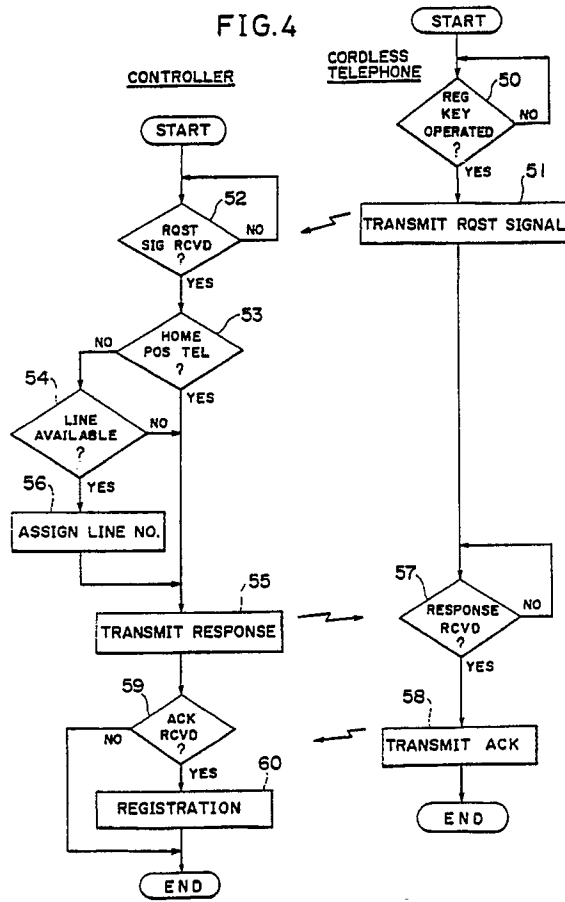 FIG.4
CONTROLLER
START
52
RQST
SIG RCVD
?
NO
YES
53
HOME
POS TEL
?
NO
YES
54
LINE
AVAILABLE
?
NO
YES
56
ASSIGN LINE NO.
55
TRANSMIT RESPONSE
59
ACK
RCVD
?
NO
YES
60
REGISTRATION
END
CORDLESS
TELEPHONE
START
50
REG
KEY
OPERATED
?
NO
YES
51
TRANSMIT RQST SIGNAL
57
RESPONSE
RCVD
?
NO
YES
58
TRANSMIT ACK
END